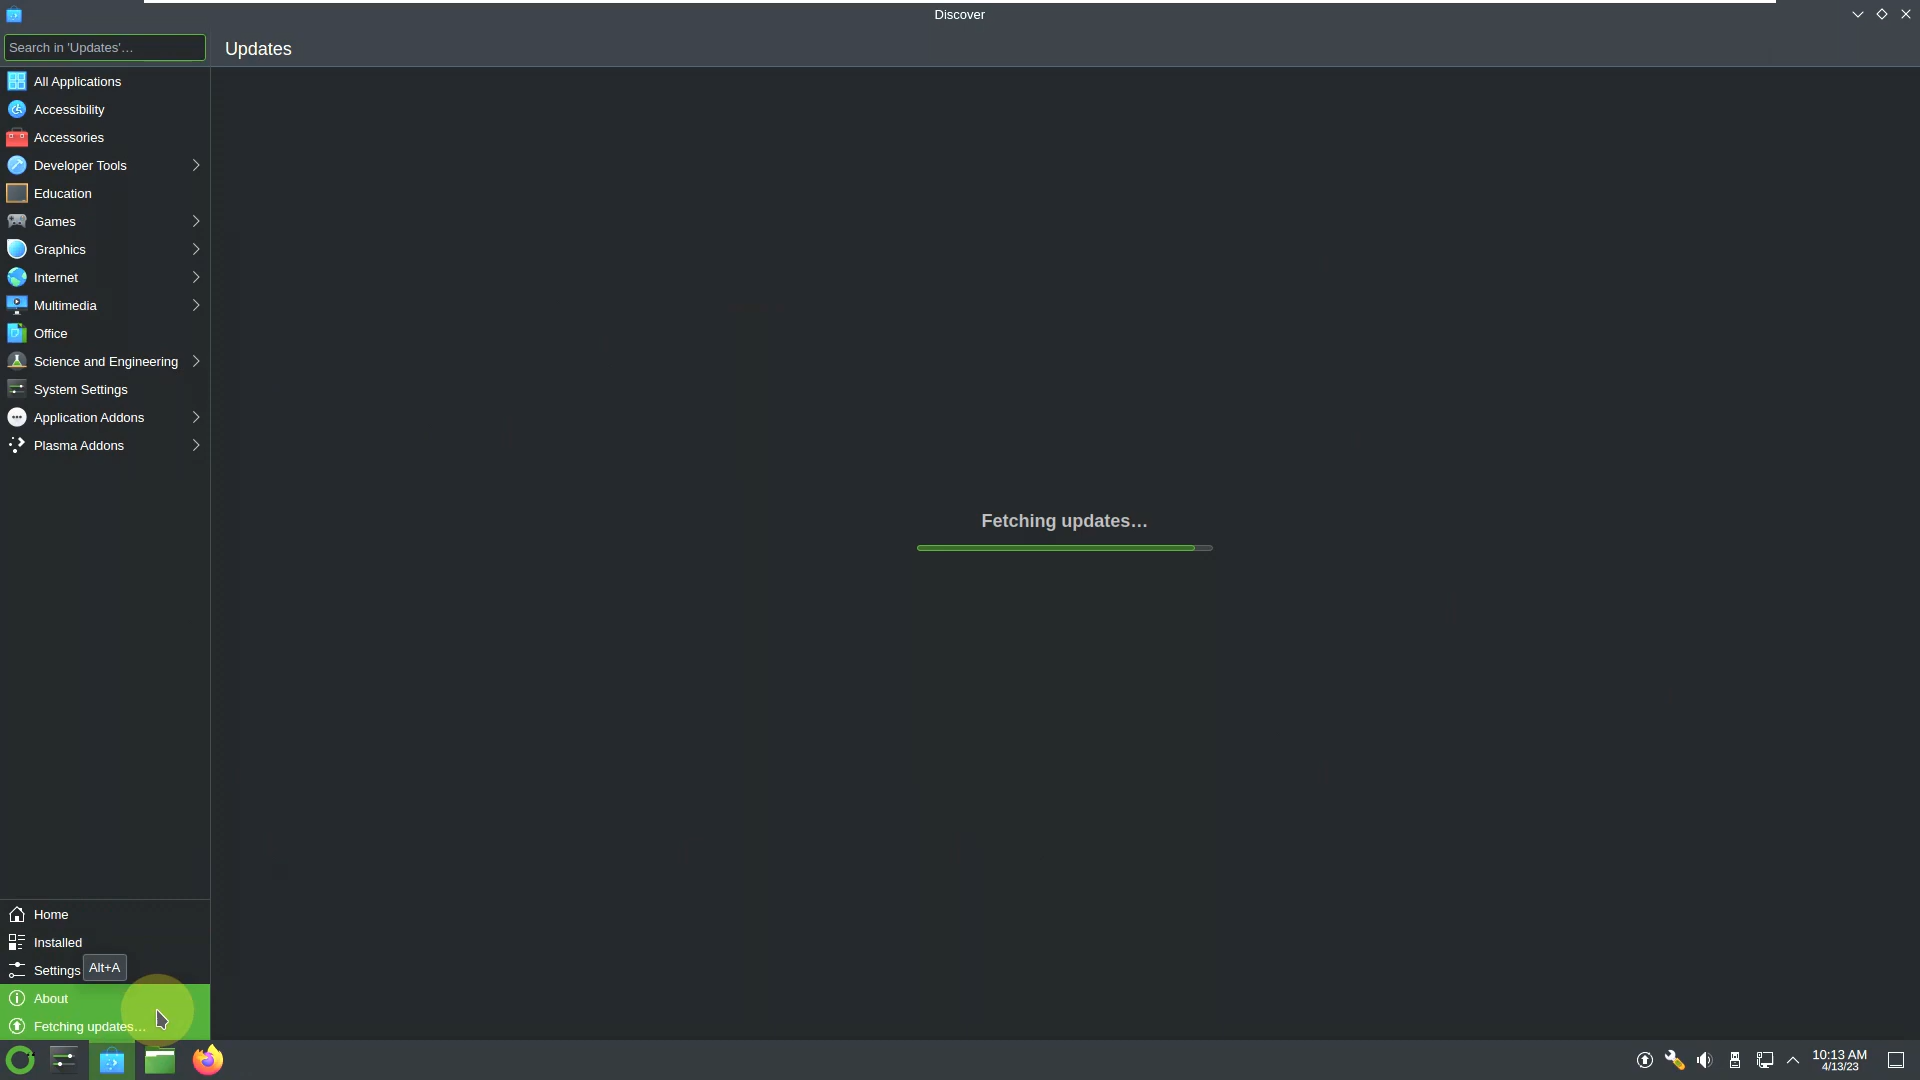 Discover
Search in 'Updates'…
Updates
All Applications
Accessibility
Accessories
Developer Tools
Education
Games
Graphics
Internet
Multimedia
Office
Science and Engineering
System Settings
Application Addons
Plasma Addons
Fetching updates…
Home
Installed
Settings
Alt+A
About
Fetching updates…
10:13 AM
4/13/23